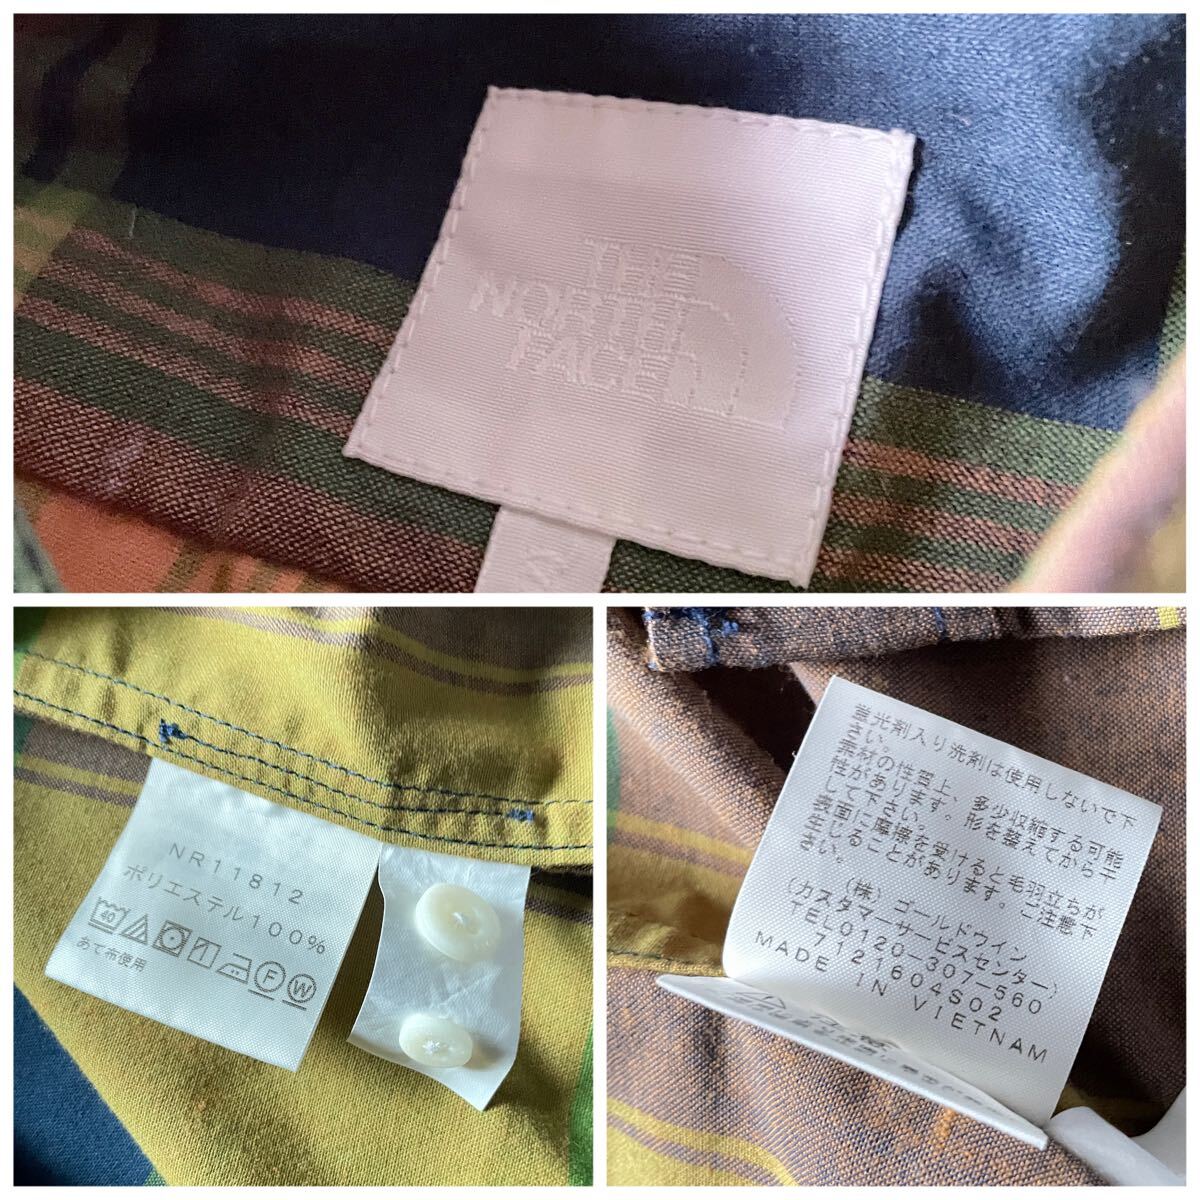 THE
NORTH
FACE
NR11812
ポリエステル100%
40
F
W
あて布使用
蛍光剤入り洗剤は使用しないで下
さい。
素材の性質上、多少収縮する可能
性があります。形を整えてから干
して下さい。
表面に摩擦を受けると毛羽立ちが
生じることがあります。ご注意下
さい。
(株)ゴールドウイン
(カスタマーサービスセンター)
TEL0120-307-560
7121604S02
MADE IN VIETNAM